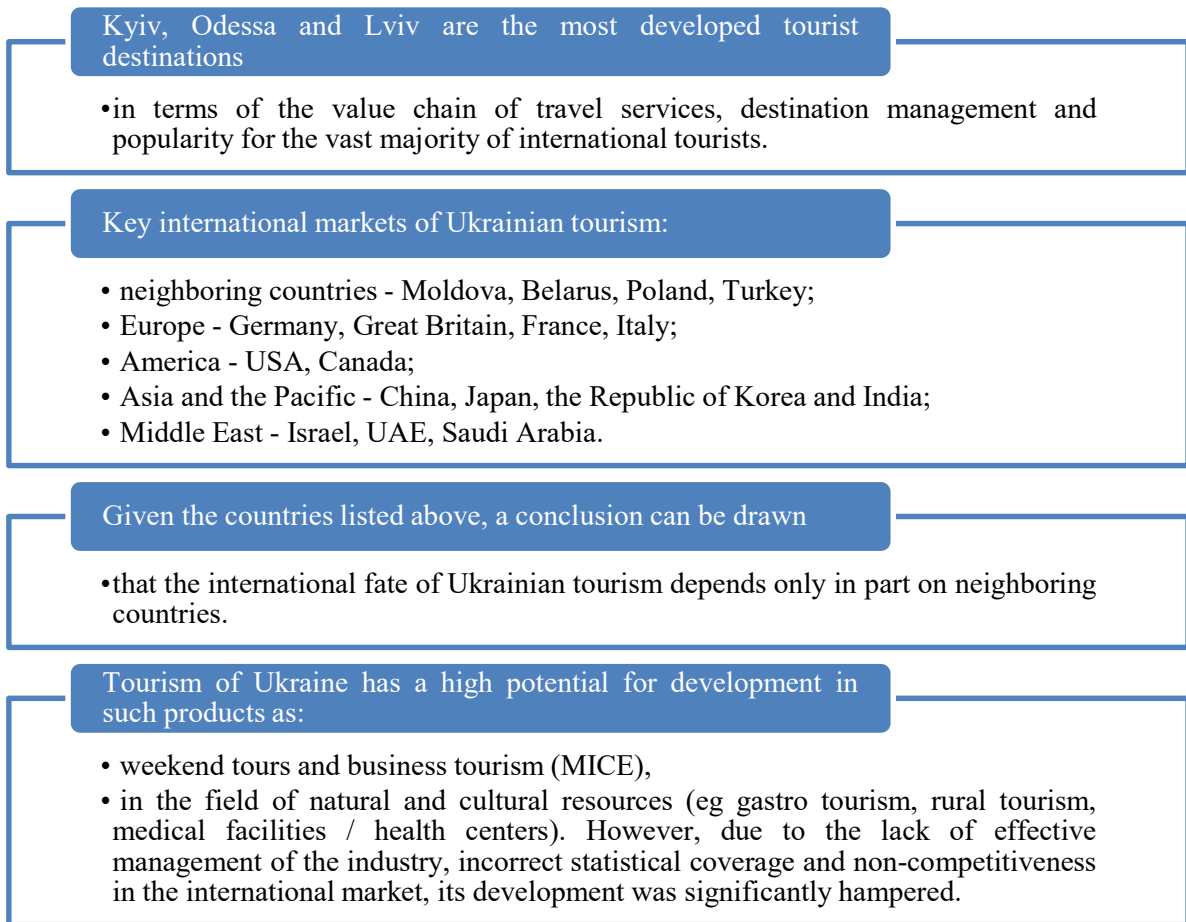 Kyiv, Odessa and Lviv are the most developed tourist
destinations
•in terms of the value chain of travel services, destination management and
popularity for the vast majority of international tourists.
Key international markets of Ukrainian tourism:
• neighboring countries - Moldova, Belarus, Poland, Turkey;
• Europe - Germany, Great Britain, France, Italy;
• America - USA, Canada;
• Asia and the Pacific - China, Japan, the Republic of Korea and India;
• Middle East - Israel, UAE, Saudi Arabia.
Given the countries listed above, a conclusion can be drawn
•that the international fate of Ukrainian tourism depends only in part on neighboring
countries.
Tourism of Ukraine has a high potential for development in
such products as:
• weekend tours and business tourism (MICE),
• in the field of natural and cultural resources (eg gastro tourism, rural tourism,
medical facilities / health centers). However, due to the lack of effective
management of the industry, incorrect statistical coverage and non-competitiveness
in the international market, its development was significantly hampered.